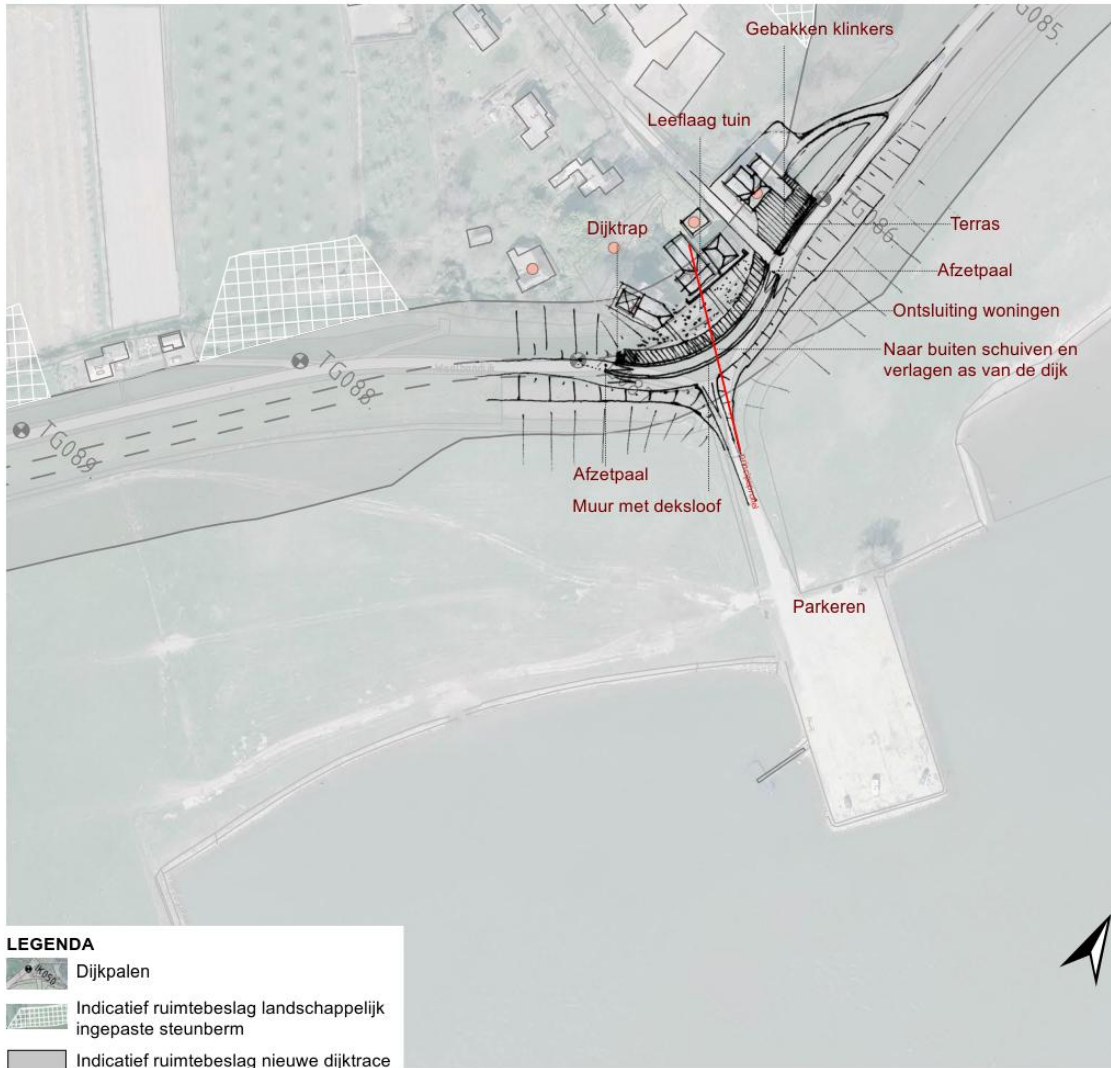 Gebakken klinkers
TG085.
Leeflaag tuin
TG086.
Terras
Dijktrap
Afzetpaal
Ontsluiting woningen
Naar buiten schuiven en
verlagen as van de dijk
TG088.
TG089
Afzetpaal
Muur met deksloof
Parkeren
LEGENDA
Dijkpalen
Indicatief ruimtebeslag landschappelijk
ingepaste steunberm
Indicatief ruimtebeslag nieuwe dijktrace